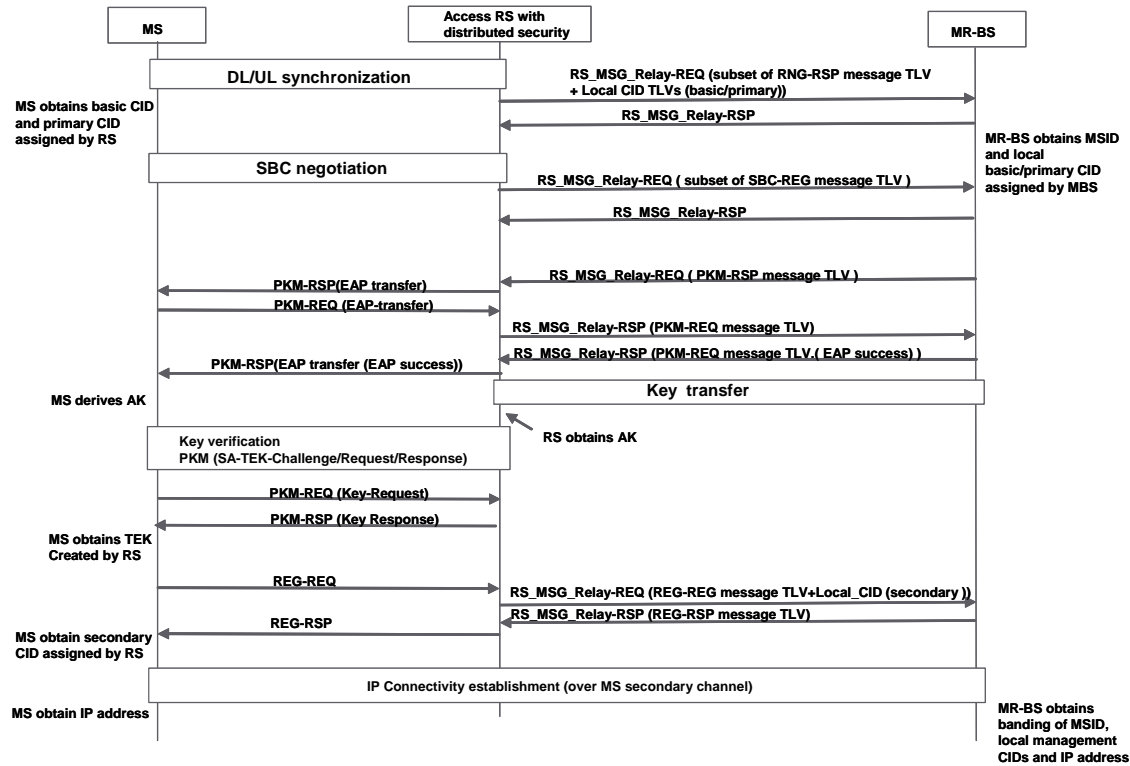 MS
Access RS with
distributed security
MR-BS
DL/UL synchronization
RS_MSG_Relay-REQ (subset of RNG-RSP message TLV
+ Local CID TLVs (basic/primary))
MS obtains basic CID
and primary CID
assigned by RS
RS_MSG_Relay-RSP
MR-BS obtains MSID
and local
basic/primary CID
assigned by MBS
SBC negotiation
RS_MSG_Relay-REQ ( subset of SBC-REG message TLV )
RS_MSG_Relay-RSP
RS_MSG_Relay-REQ ( PKM-RSP message TLV )
PKM-RSP(EAP transfer)
PKM-REQ (EAP-transfer)
RS_MSG_Relay-RSP (PKM-REQ message TLV)
RS_MSG_Relay-RSP (PKM-REQ message TLV.( EAP success) )
PKM-RSP(EAP transfer (EAP success))
Key transfer
MS derives AK
RS obtains AK
Key verification
PKM (SA-TEK-Challenge/Request/Response)
PKM-REQ (Key-Request)
PKM-RSP (Key Response)
MS obtains TEK
Created by RS
REG-REQ
RS_MSG_Relay-REQ (REG-REG message TLV+Local_CID (secondary ))
RS_MSG_Relay-RSP (REG-RSP message TLV)
REG-RSP
MS obtain secondary
CID assigned by RS
IP Connectivity establishment (over MS secondary channel)
MS obtain IP address
MR-BS obtains
banding of MSID,
local management
CIDs and IP address